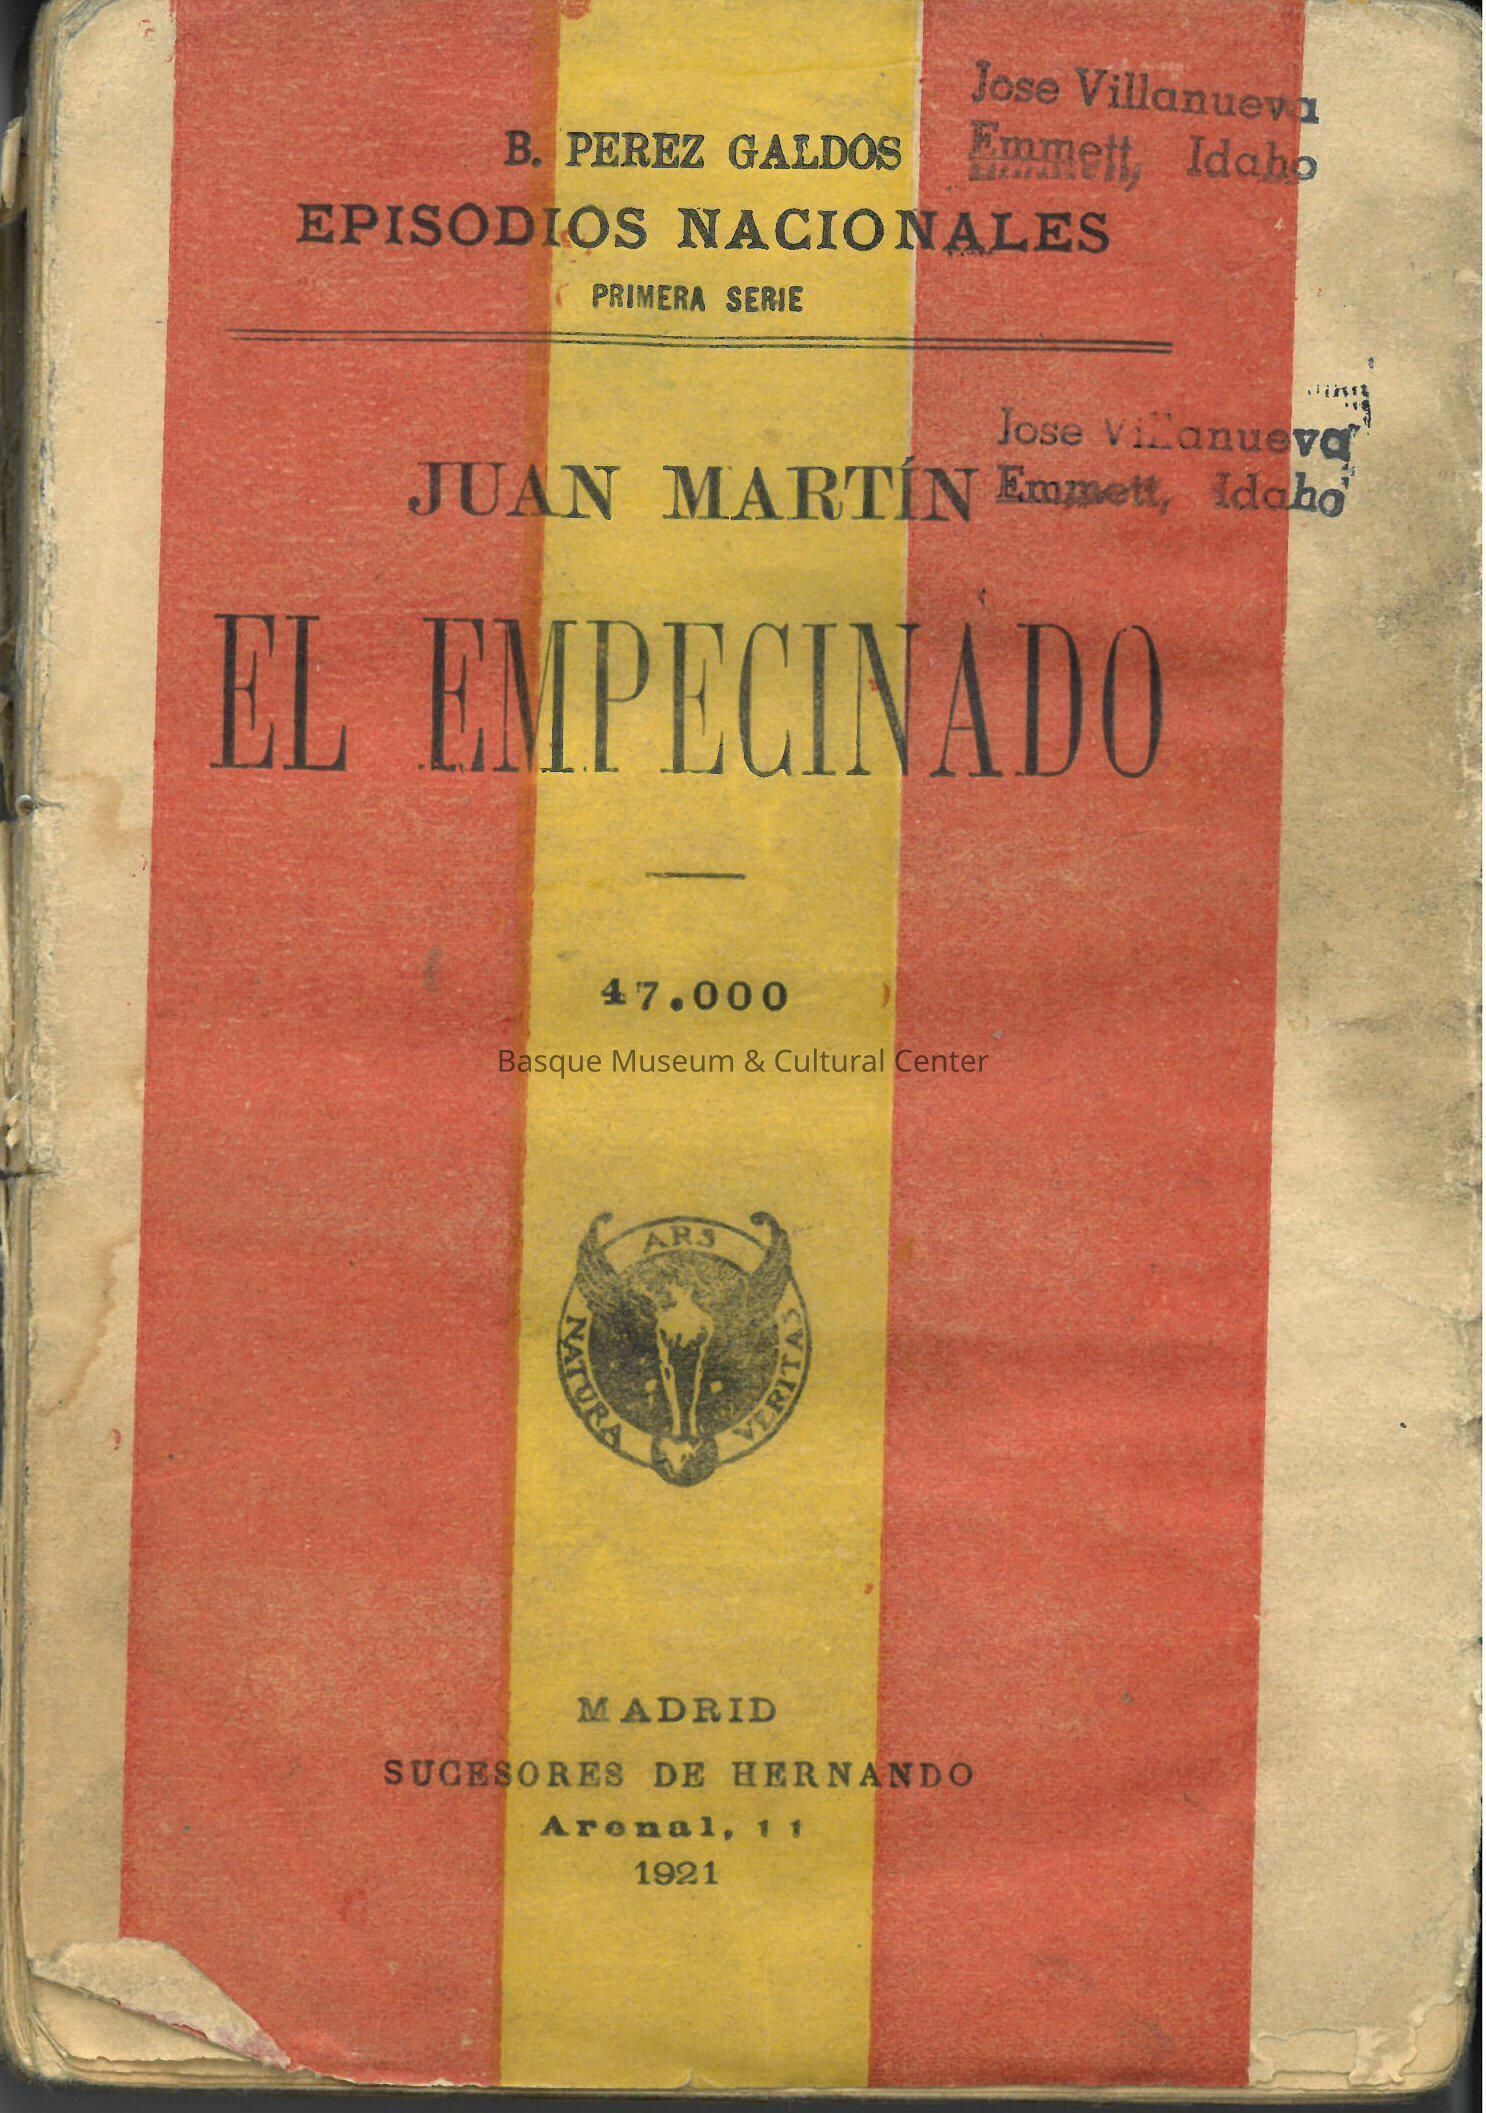 Jose Villanueva
Emmett, Idaho
B. PEREZ GALDOS
EPISODIOS NACIONALES
PRIMERA SERIE
Jose Villanueva
Emmett, Idaho
JUAN MARTÍN
EL EMPECINADO
47.000
Basque Museum & Cultural Center
ARS
NATURA
VERITAS
MADRID
SUCESORES DE HERNANDO
Arenal, 11
1921